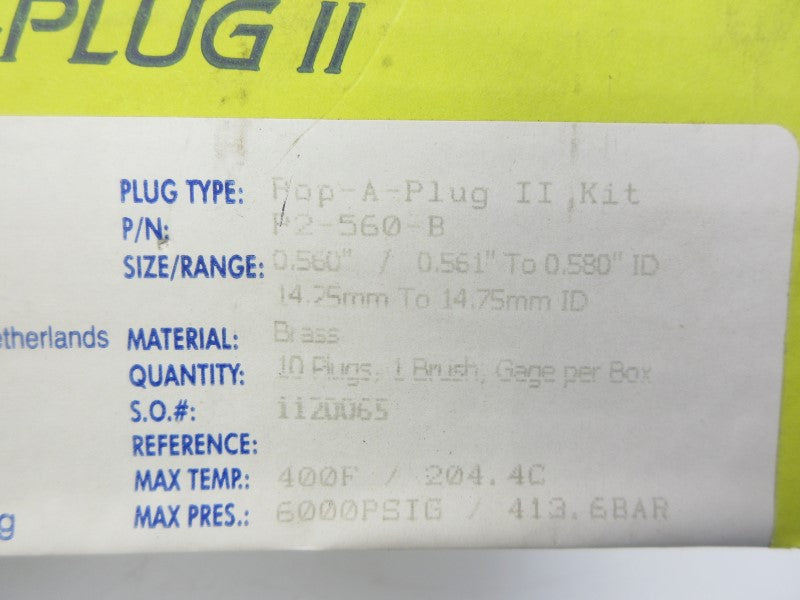 -PLUG II
PLUG TYPE: Pop-A-Plug II, Kit
P/N: P2-560-B
SIZE/RANGE: 0.560" / 0.561" To 0.580" ID
14.25mm To 14.75mm ID
etherlands
MATERIAL: Brass
QUANTITY: 10 Plugs, 1 Brush, Gage per Box
S.O.#: 1120065
REFERENCE:
MAX TEMP.: 400F / 204.4C
g
MAX PRES.: 6000PSIG / 413.6BAR